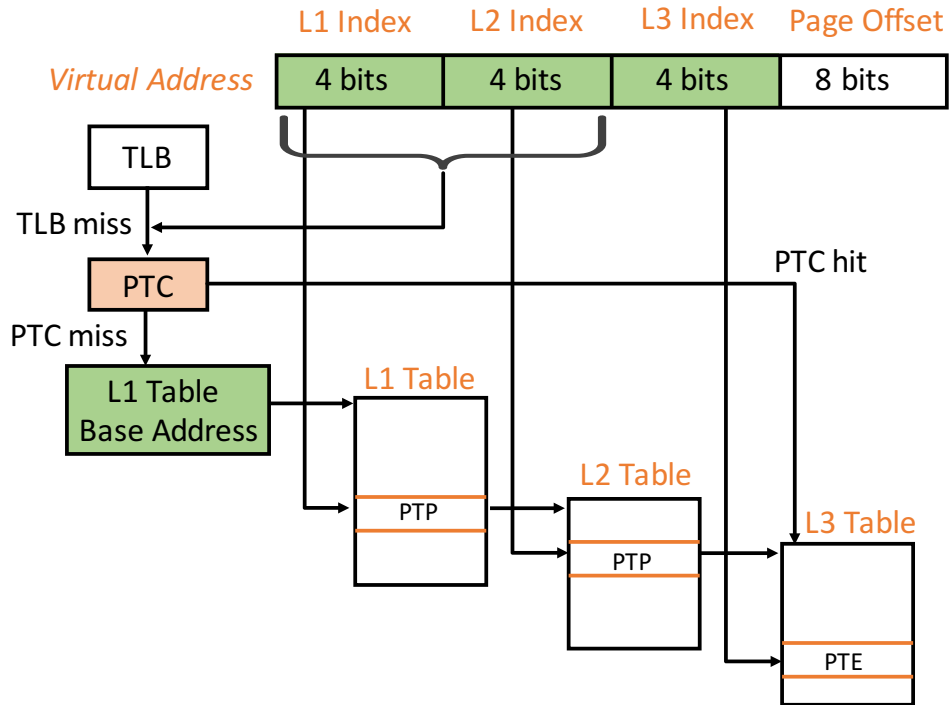 L1 Index L2 Index L3 Index Page Offset
Virtual Address 4 bits 4 bits 4 bits 8 bits
TLB
TLB miss
PTC hit
PTC
PTC miss
L1 Table
Base Address
L1 Table
PTP
L2 Table
PTP
L3 Table
PTE